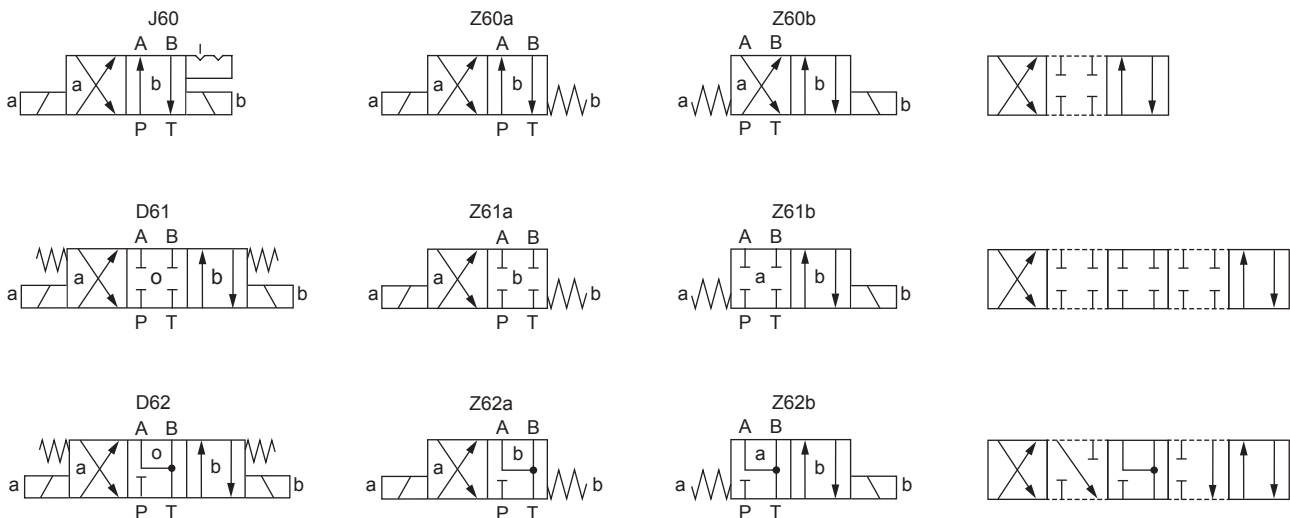 J60 Z60a Z60b
A B A B A B
a b a b a b
a b a b a b
P T P T P T
D61 Z61a Z61b
A B A B A B
a o b a b a b
a b a b a b
P T P T P T
D62 Z62a Z62b
A B A B A B
a o b a b a b
a b a b a b
P T P T P T